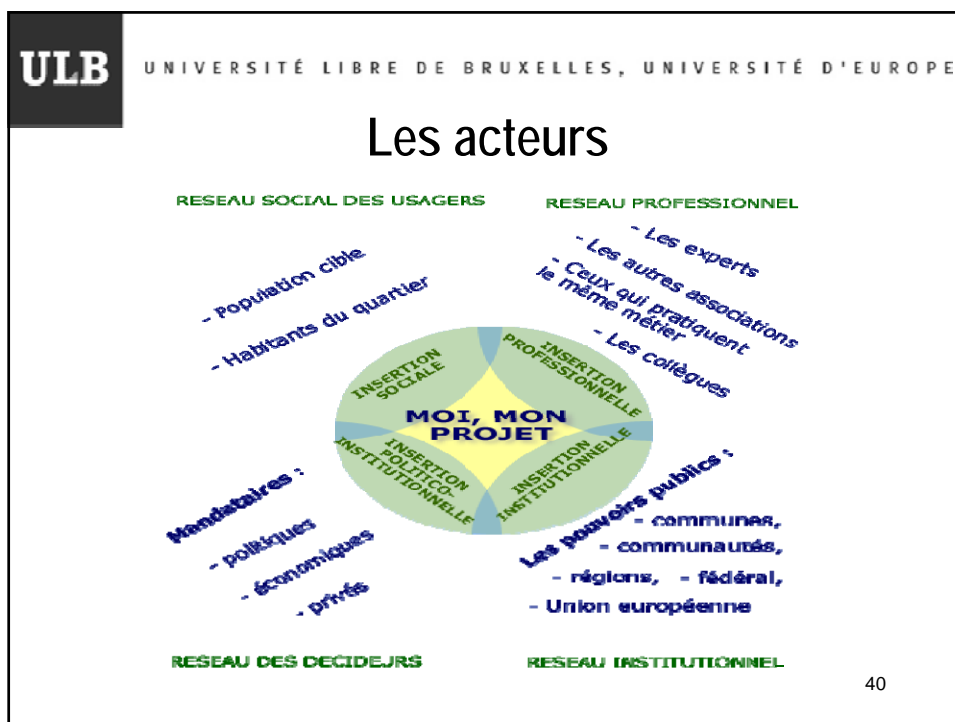 ULB
UNIVERSITÉ LIBRE DE BRUXELLES, UNIVERSITÉ D'EUROPE
Les acteurs
RESEAU SOCIAL DES USAGERS
- Population cible
- Habitants du quartier
RESEAU PROFESSIONNEL
- Les experts
- Les autres associations
- Ceux qui pratiquent
le même métier
- Les collègues
INSERTION
SOCIALE
INSERTION
PROFESSIONNELLE
MOI, MON
PROJET
INSERTION
POLITICO-
INSTITUTIONNELLE
INSERTION
INSTITUTIONNELLE
Mandataires :
- politiques
- économiques
- privés
Les pouvoirs publics :
- communes,
- communautés,
- régions, - fédéral,
- Union européenne
RESEAU DES DECIDEURS
RESEAU INSTITUTIONNEL
40